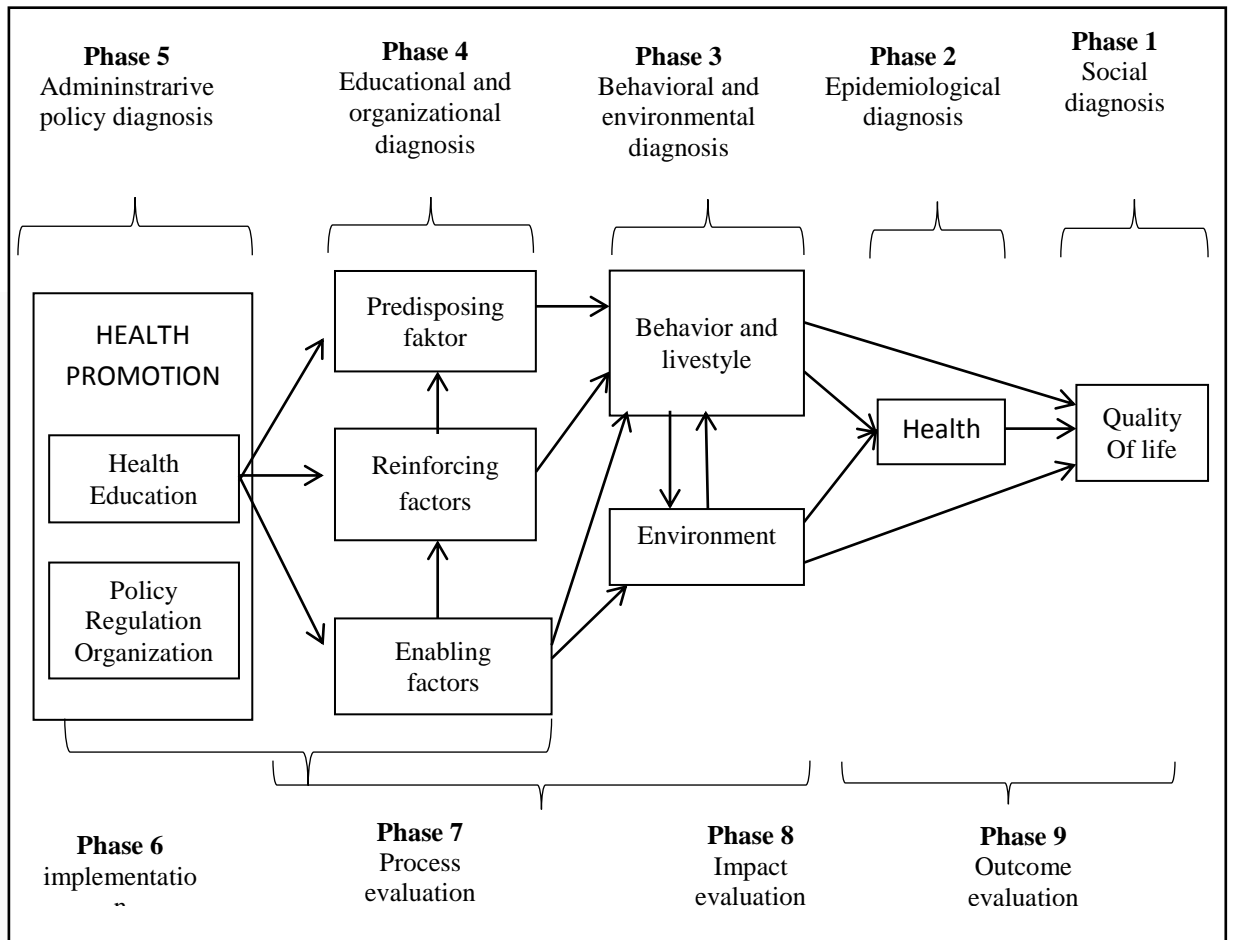 Phase 5
Admininstrarive
policy diagnosis
Phase 4
Educational and
organizational
diagnosis
Phase 3
Behavioral and
environmental
diagnosis
Phase 2
Epidemiological
diagnosis
Phase 1
Social
diagnosis
HEALTH
PROMOTION
Health
Education
Policy
Regulation
Organization
Predisposing
faktor
Reinforcing
factors
Enabling
factors
Behavior and
livestyle
Environment
Health
Quality
Of life
Phase 6
implementatio
n
Phase 7
Process
evaluation
Phase 8
Impact
evaluation
Phase 9
Outcome
evaluation